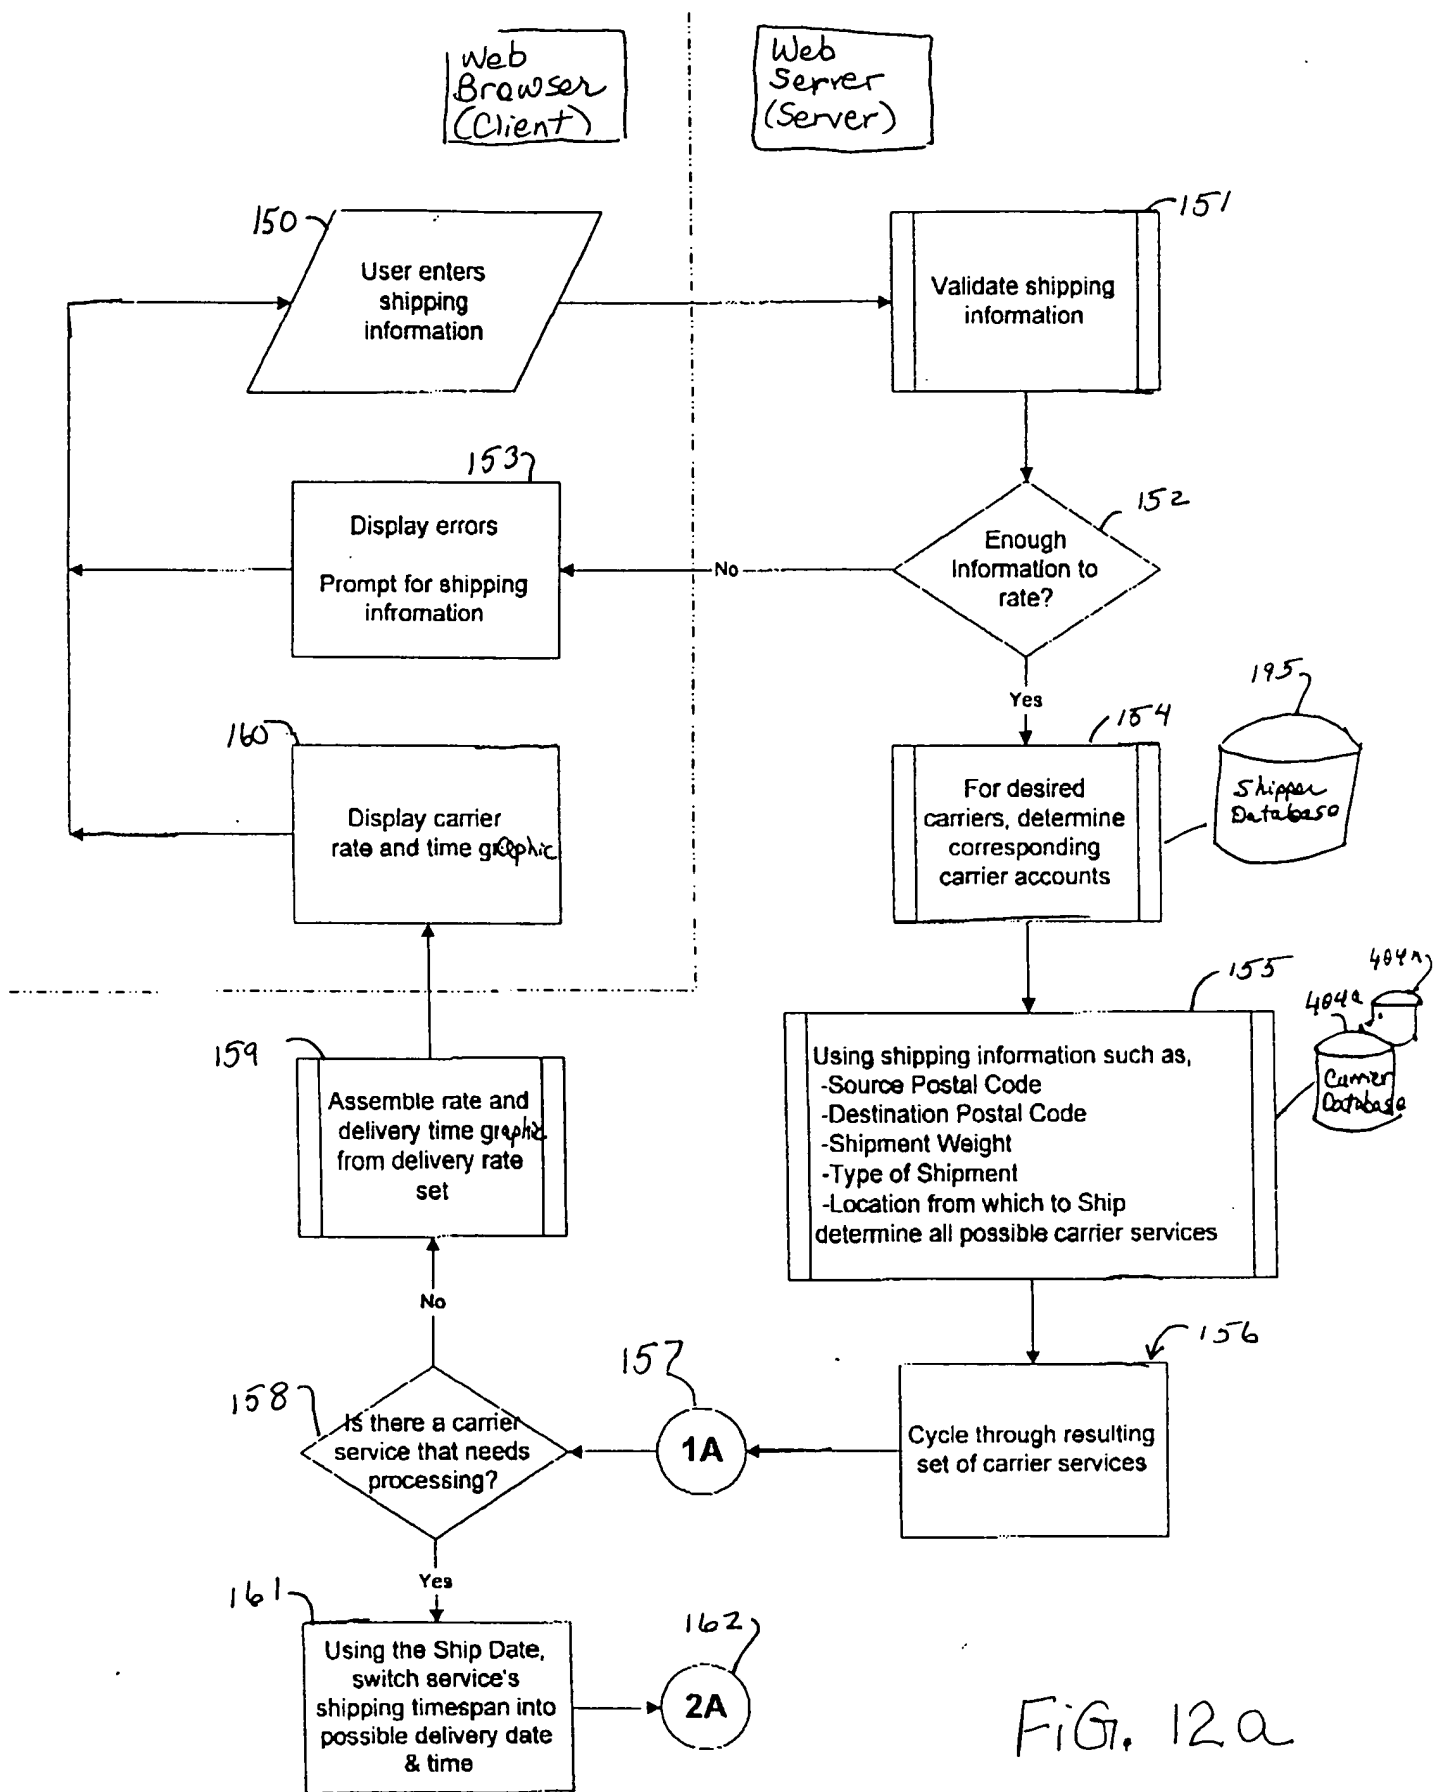 Web
Browser
(Client)
Web
Server
(Server)
150
User enters
shipping
information
151
Validate shipping
information
153
Display errors
Prompt for shipping
infromation
No
152
Enough
information to
rate?
Yes
160
Display carrier
rate and time graphic
154
For desired
carriers, determine
corresponding
carrier accounts
195
Shipper
Database
155
Using shipping information such as,
-Source Postal Code
-Destination Postal Code
-Shipment Weight
-Type of Shipment
-Location from which to Ship
determine all possible carrier services
404a
404n
Carrier
Database
159
Assemble rate and
delivery time graphic
from delivery rate
set
No
158
Is there a carrier
service that needs
processing?
157
1A
156
Cycle through resulting
set of carrier services
Yes
161
Using the Ship Date,
switch service's
shipping timespan into
possible delivery date
& time
162
2A
FiG. 12a